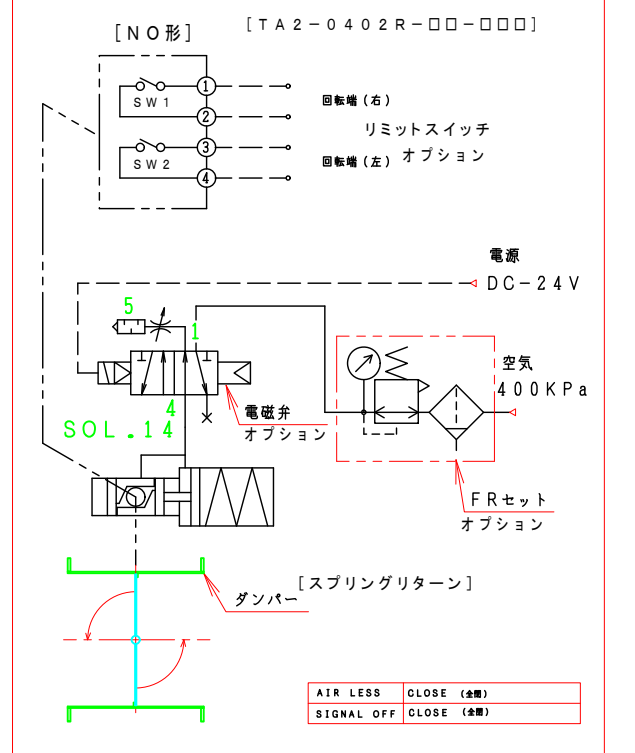 [NO形]
[TA2-0402R-□□-□□□]
1
SW1
2
3
SW2
4
回転端(右)
リミットスイッチ
オプション
回転端(左)
電源
DC-24V
5
1
4
SOL.14
電磁弁
オプション
空気
400KPa
FRセット
オプション
[スプリングリターン]
ダンパー
AIR LESS CLOSE (全閉)
SIGNAL OFF CLOSE (全閉)